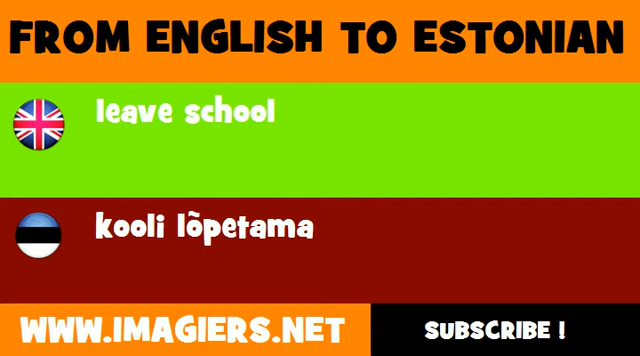 FROM ENGLISH TO ESTONIAN
leave school
kooli lõpetama
WWW.IMAGIERS.NET
SUBSCRIBE !